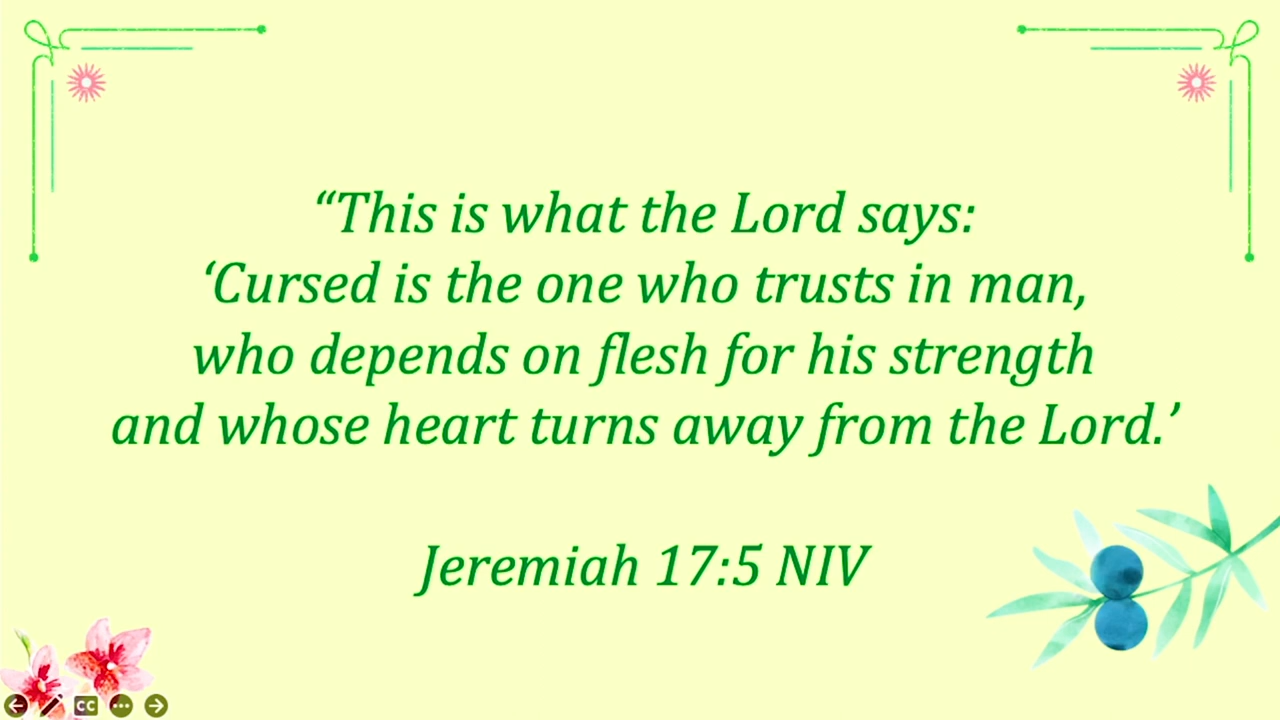 “This is what the Lord says:
‘Cursed is the one who trusts in man,
who depends on flesh for his strength
and whose heart turns away from the Lord.’
Jeremiah 17:5 NIV
CC